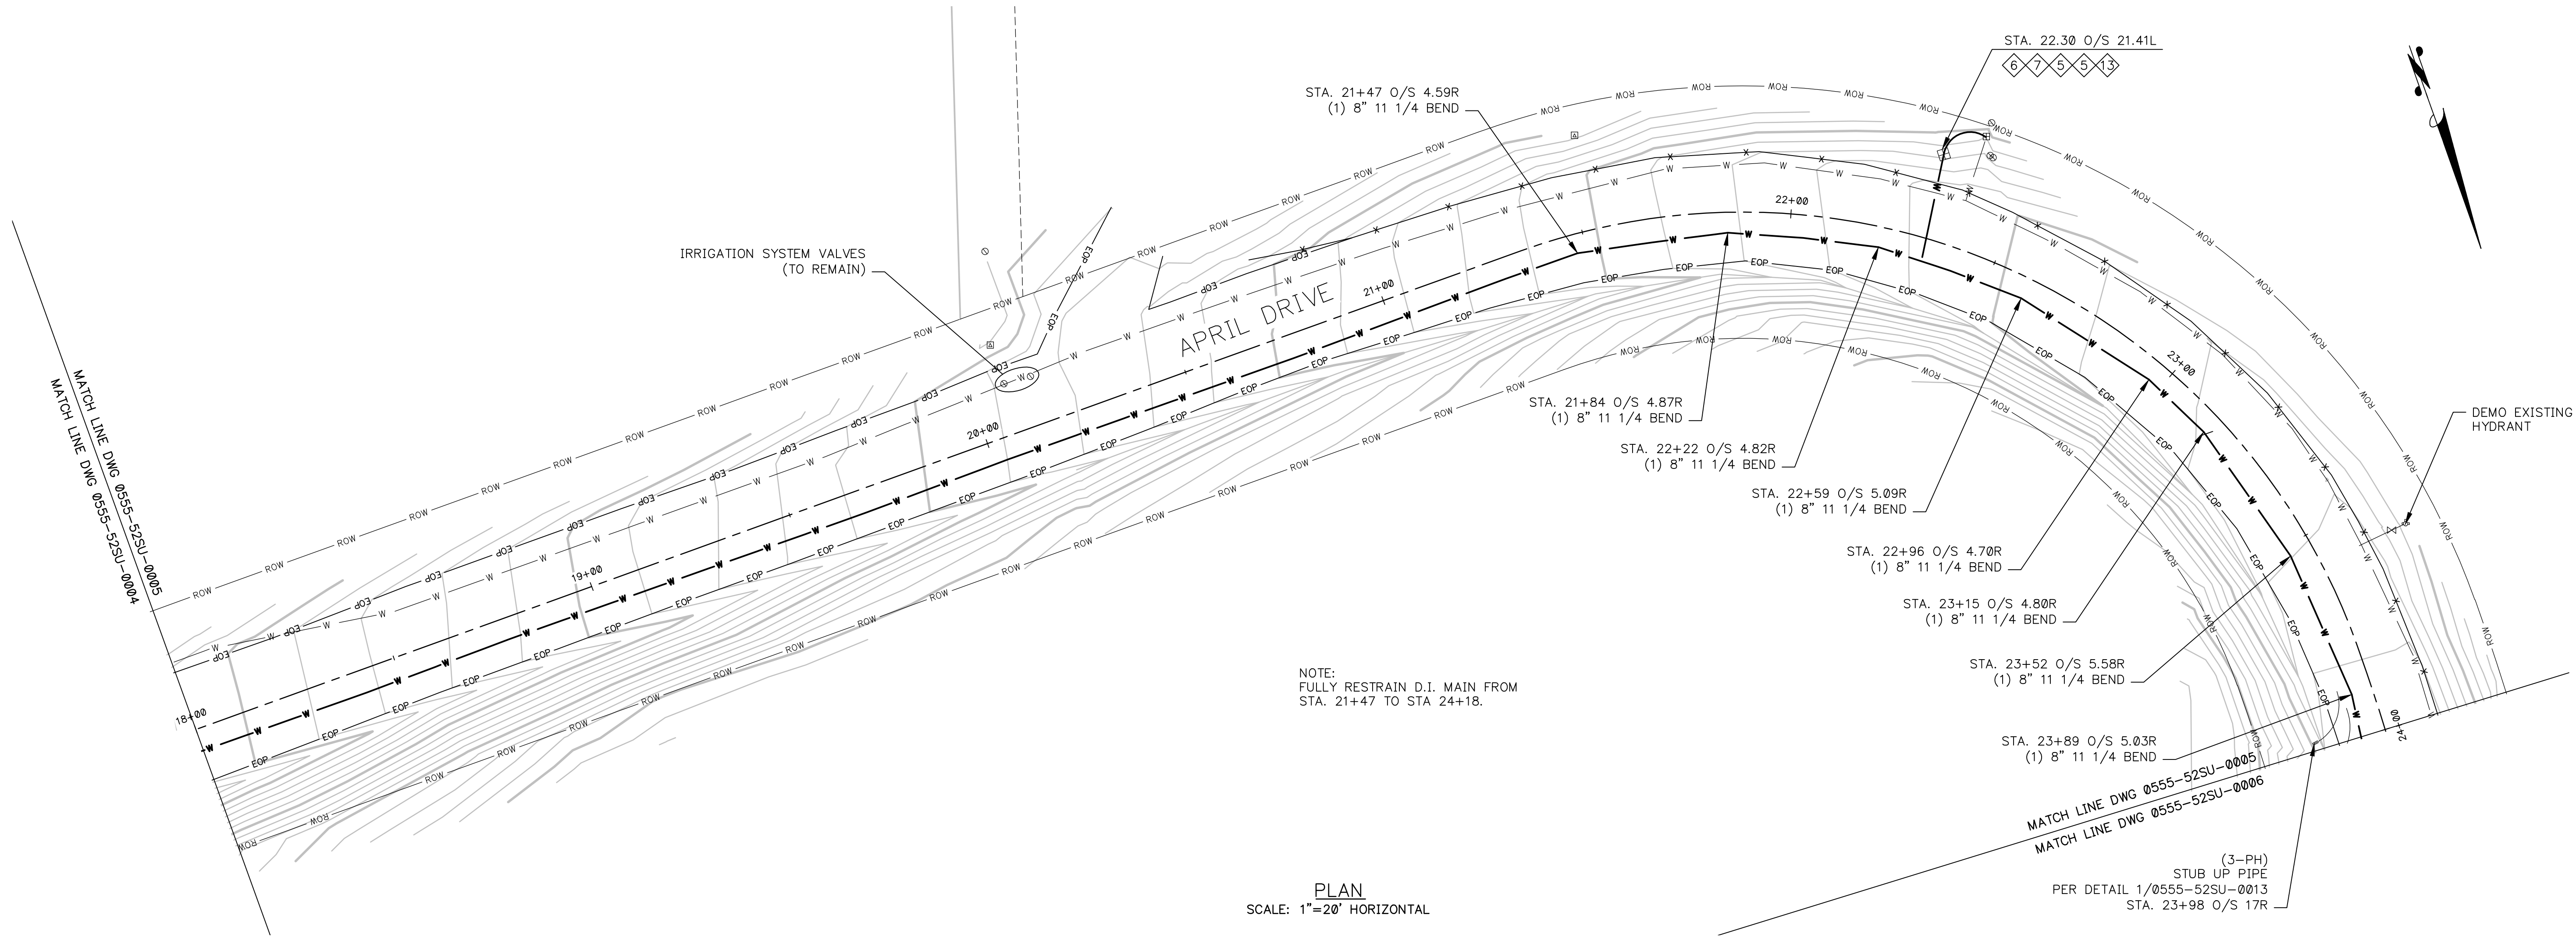 STA. 22.30 O/S 21.41L
6 7 5 5 13
STA. 21+47 O/S 4.59R
(1) 8" 11 1/4 BEND
IRRIGATION SYSTEM VALVES
(TO REMAIN)
APRIL DRIVE
18+00
19+00
20+00
21+00
22+00
23+00
24+00
STA. 21+84 O/S 4.87R
(1) 8" 11 1/4 BEND
STA. 22+22 O/S 4.82R
(1) 8" 11 1/4 BEND
STA. 22+59 O/S 5.09R
(1) 8" 11 1/4 BEND
STA. 22+96 O/S 4.70R
(1) 8" 11 1/4 BEND
STA. 23+15 O/S 4.80R
(1) 8" 11 1/4 BEND
STA. 23+52 O/S 5.58R
(1) 8" 11 1/4 BEND
STA. 23+89 O/S 5.03R
(1) 8" 11 1/4 BEND
DEMO EXISTING
HYDRANT
MATCH LINE DWG 0555-52SU-0005
MATCH LINE DWG 0555-52SU-0004
NOTE:
FULLY RESTRAIN D.I. MAIN FROM
STA. 21+47 TO STA 24+18.
MATCH LINE DWG 0555-52SU-0005
MATCH LINE DWG 0555-52SU-0006
(3-PH)
STUB UP PIPE
PER DETAIL 1/0555-52SU-0013
STA. 23+98 O/S 17R
PLAN
SCALE: 1"=20' HORIZONTAL
ROW
EOP
W
X
N